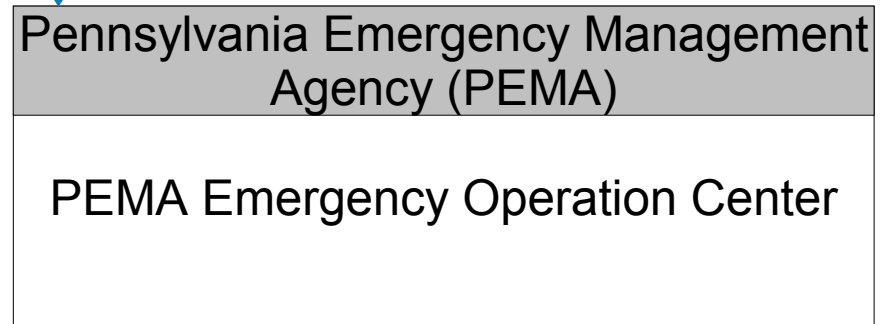 Pennsylvania Emergency Management
Agency (PEMA)
PEMA Emergency Operation Center